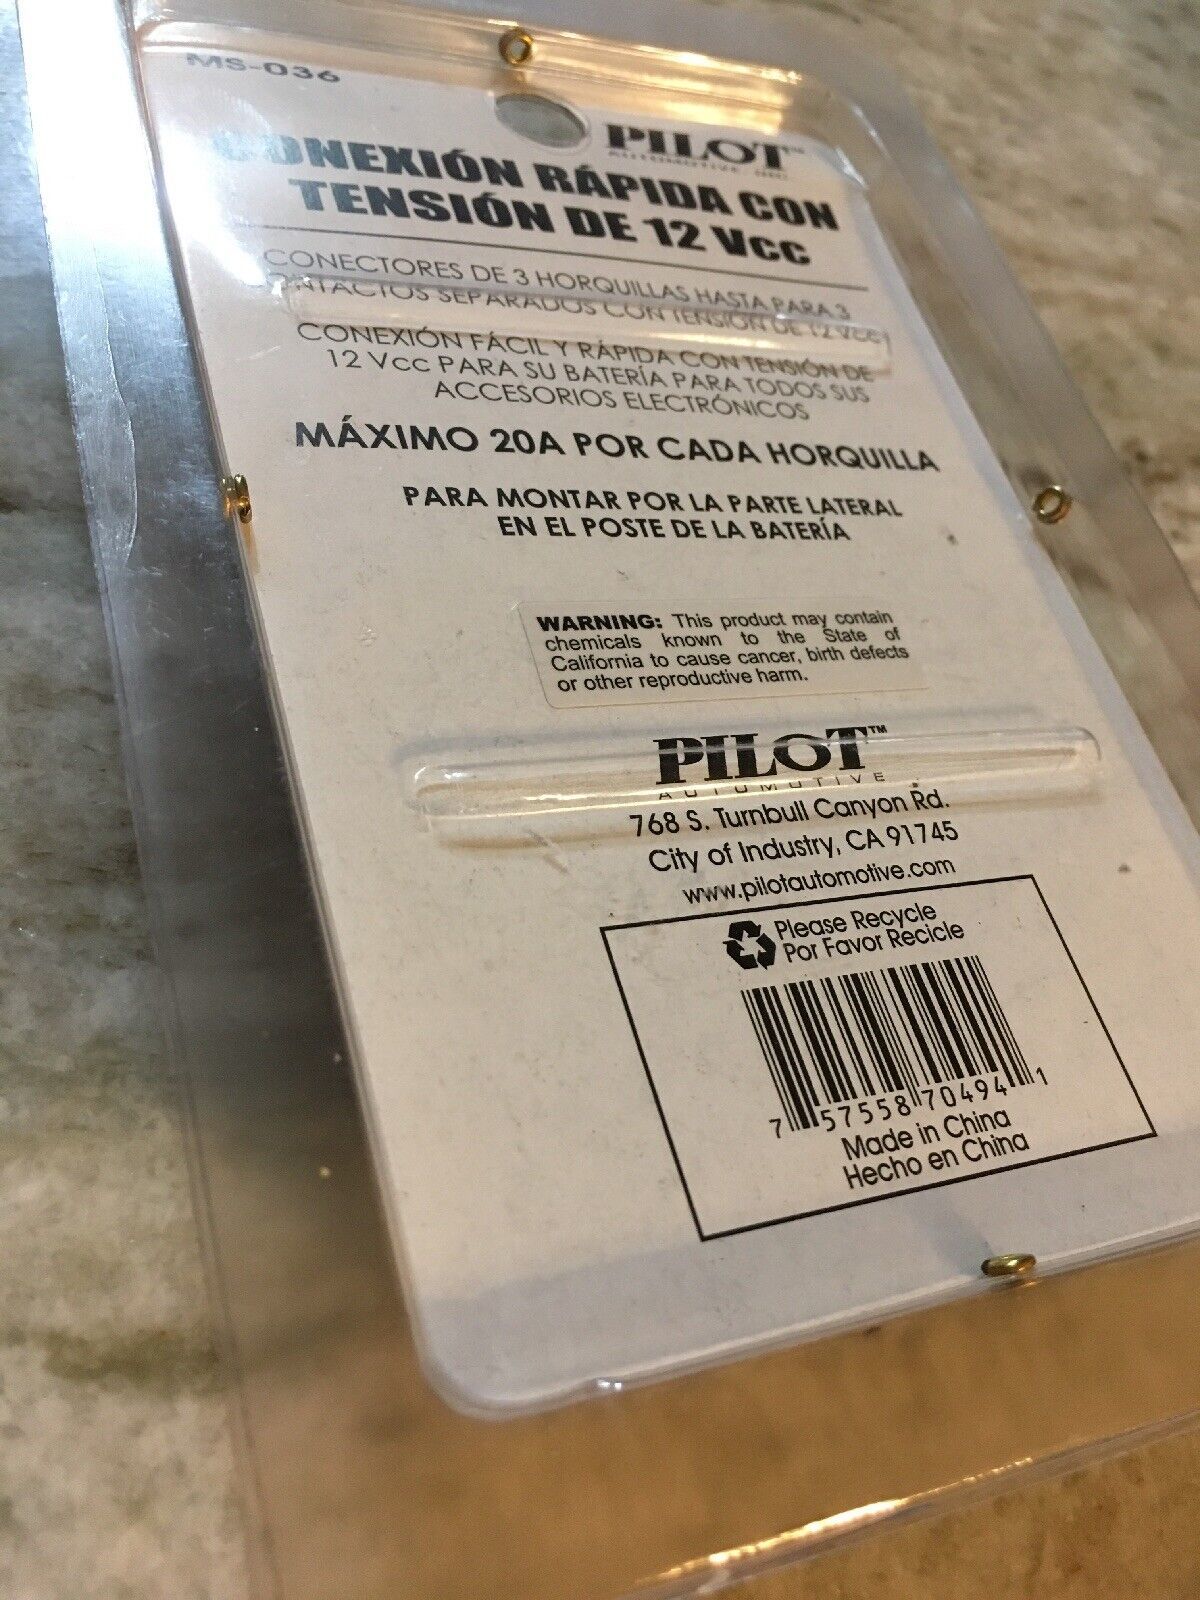 MS-036
PILOT™
AUTOMOTIVE, INC.
CONEXIÓN RÁPIDA CON
TENSIÓN DE 12 Vcc
CONECTORES DE 3 HORQUILLAS HASTA PARA 3
CONTACTOS SEPARADOS CON TENSIÓN DE 12 Vcc
CONEXIÓN FÁCIL Y RÁPIDA CON TENSIÓN DE
12 Vcc PARA SU BATERÍA PARA TODOS SUS
ACCESORIOS ELECTRÓNICOS
MÁXIMO 20A POR CADA HORQUILLA
PARA MONTAR POR LA PARTE LATERAL
EN EL POSTE DE LA BATERÍA
WARNING: This product may contain
chemicals known to the State of
California to cause cancer, birth defects
or other reproductive harm.
PILOT™
AUTOMOTIVE
768 S. Turnbull Canyon Rd.
City of Industry, CA 91745
www.pilotautomotive.com
Please Recycle
Por Favor Recicle
7 57558 70494 1
Made in China
Hecho en China